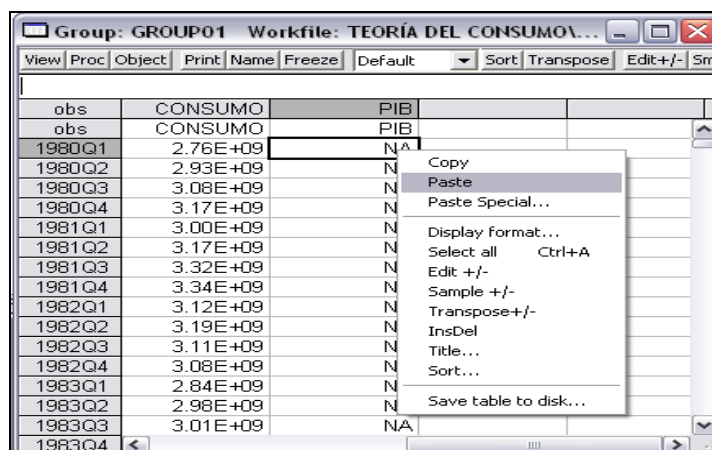 Group: GROUP01 Workfile: TEORÍA DEL CONSUMO\...
View Proc Object Print Name Freeze Default Sort Transpose Edit+/- Sm
obs CONSUMO PIB
obs CONSUMO PIB
1980Q1 2.76E+09 NA
1980Q2 2.93E+09 N
1980Q3 3.08E+09 N
1980Q4 3.17E+09 N
1981Q1 3.00E+09 N
1981Q2 3.17E+09 N
1981Q3 3.32E+09 N
1981Q4 3.34E+09 N
1982Q1 3.12E+09 N
1982Q2 3.19E+09 N
1982Q3 3.11E+09 N
1982Q4 3.08E+09 N
1983Q1 2.84E+09 N
1983Q2 2.98E+09 N
1983Q3 3.01E+09 NA
1983Q4
Copy
Paste
Paste Special...
Display format...
Select all Ctrl+A
Edit +/-
Sample +/-
Transpose+/-
InsDel
Title...
Sort...
Save table to disk...